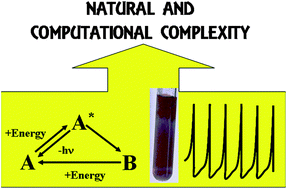 NATURAL AND
COMPUTATIONAL COMPLEXITY
A*
+Energy
-hν
A
B
+Energy